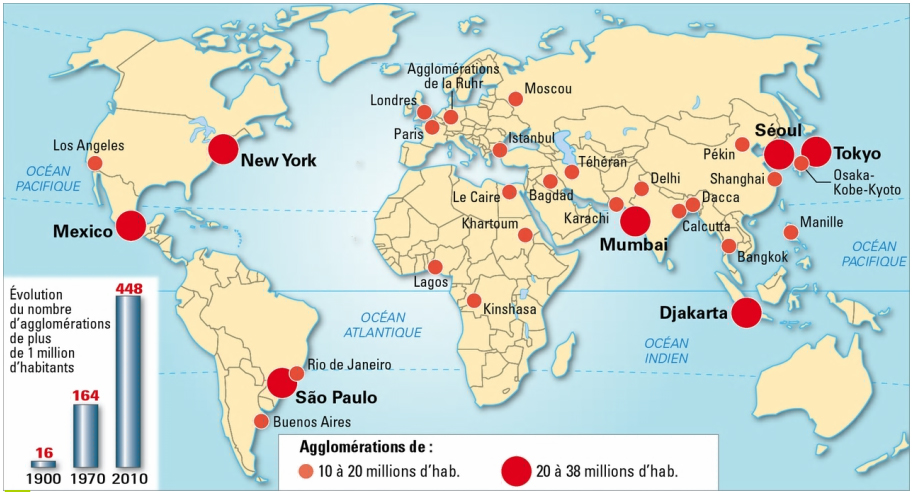 Agglomérations
de la Ruhr
Moscou
Londres
Paris
Istanbul
Los Angeles
New York
OCÉAN
PACIFIQUE
Mexico
Téhéran
Bagdad
Le Caire
Khartoum
Lagos
Kinshasa
Karachi
Delhi
Mumbai
Dacca
Calcutta
Bangkok
Pékin
Shanghai
Séoul
Tokyo
Osaka-
Kobe-Kyoto
Manille
OCÉAN
PACIFIQUE
Djakarta
OCÉAN
INDIEN
OCÉAN
ATLANTIQUE
Rio de Janeiro
São Paulo
Buenos Aires
Évolution
du nombre
d'agglomérations
de plus
de 1 million
d'habitants
16
164
448
1900 1970 2010
Agglomérations de :
10 à 20 millions d'hab.
20 à 38 millions d'hab.